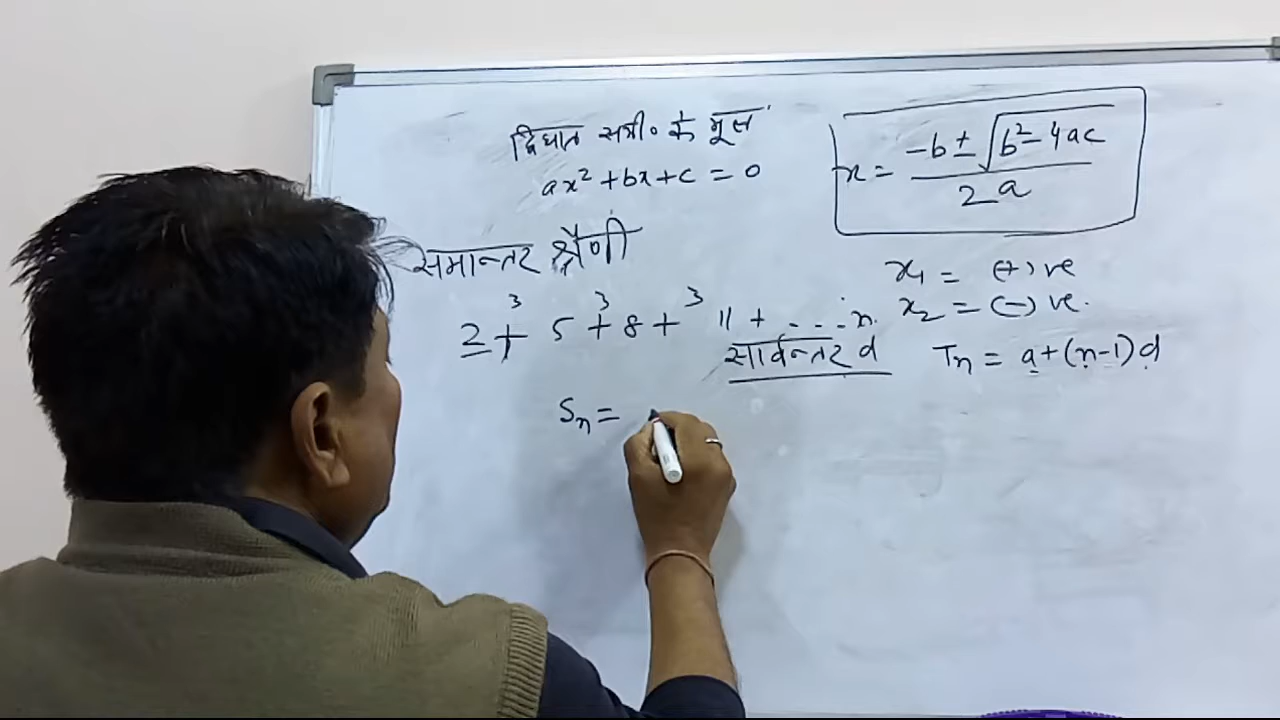 द्विघात समी० के मूल
ax² + bx + c = 0
x = -b ± √b² - 4ac / 2a
समान्तर श्रेणी
x₁ = (+) ve
x₂ = (-) ve.
3 3 3
2 + 5 + 8 + 11 + ... n.
सार्वन्तर d
Tn = a + (n-1) d
Sn =